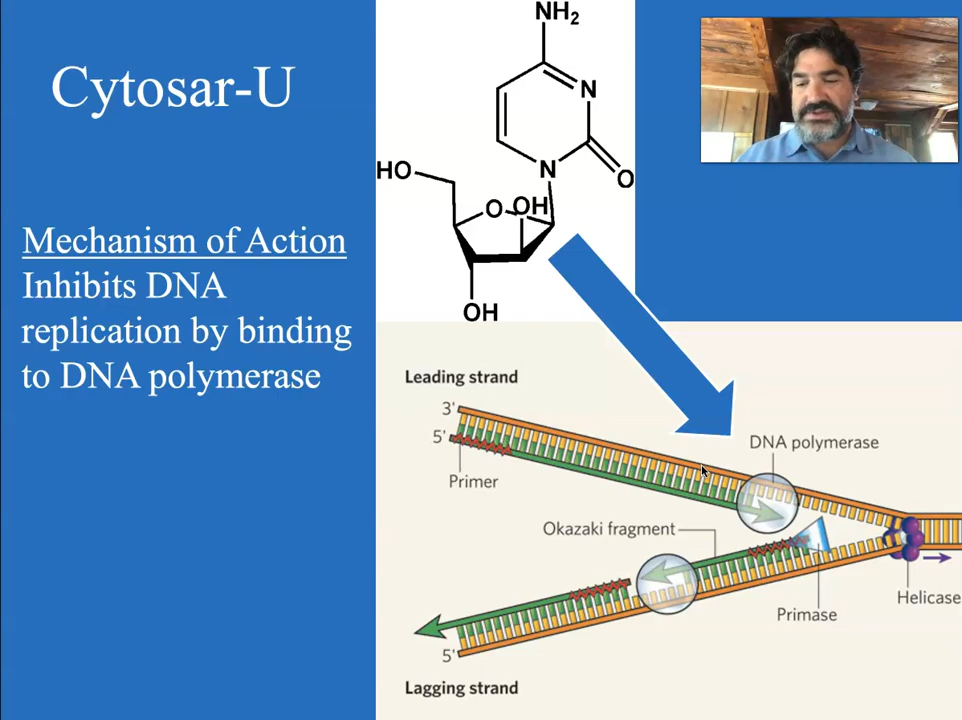 Cytosar-U
Mechanism of Action
Inhibits DNA
replication by binding
to DNA polymerase
NH2
N
HO
N
O
O
OH
OH
Leading strand
3'
5'
DNA polymerase
Primer
Okazaki fragment
Primase
Helicase
5'
Lagging strand